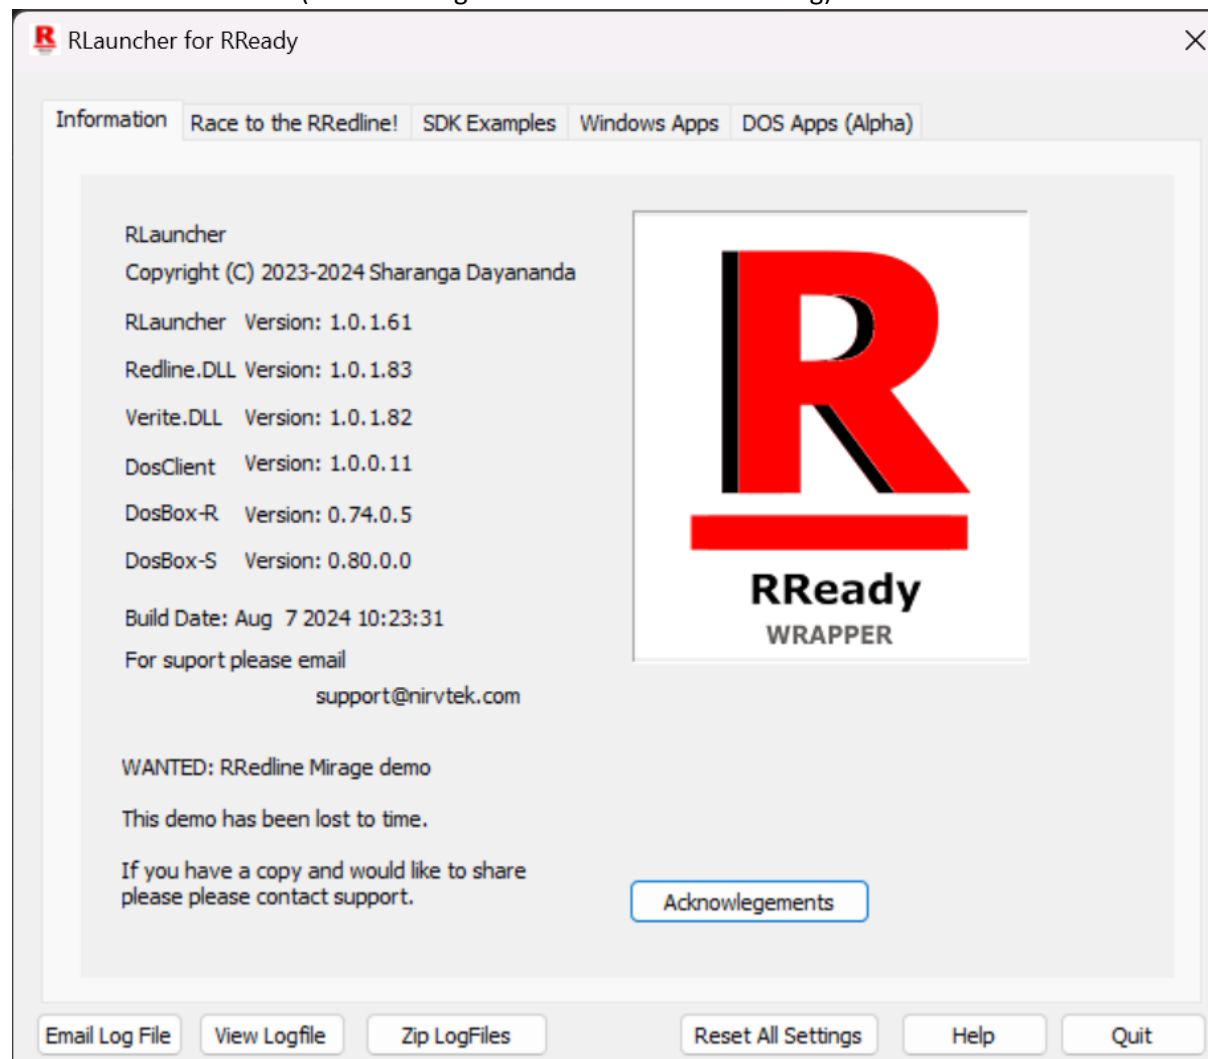 RLauncher for RReady
Information Race to the RRedline! SDK Examples Windows Apps DOS Apps (Alpha)
RLauncher
Copyright (C) 2023-2024 Sharanga Dayananda
RLauncher Version: 1.0.1.61
Redline.DLL Version: 1.0.1.83
Verite.DLL Version: 1.0.1.82
DosClient Version: 1.0.0.11
DosBox-R Version: 0.74.0.5
DosBox-S Version: 0.80.0.0
Build Date: Aug 7 2024 10:23:31
For suport please email
support@nirvtek.com
WANTED: RRedline Mirage demo
This demo has been lost to time.
If you have a copy and would like to share
please please contact support.
R
RReady
WRAPPER
Acknowlegements
Email Log File View Logfile Zip LogFiles Reset All Settings Help Quit